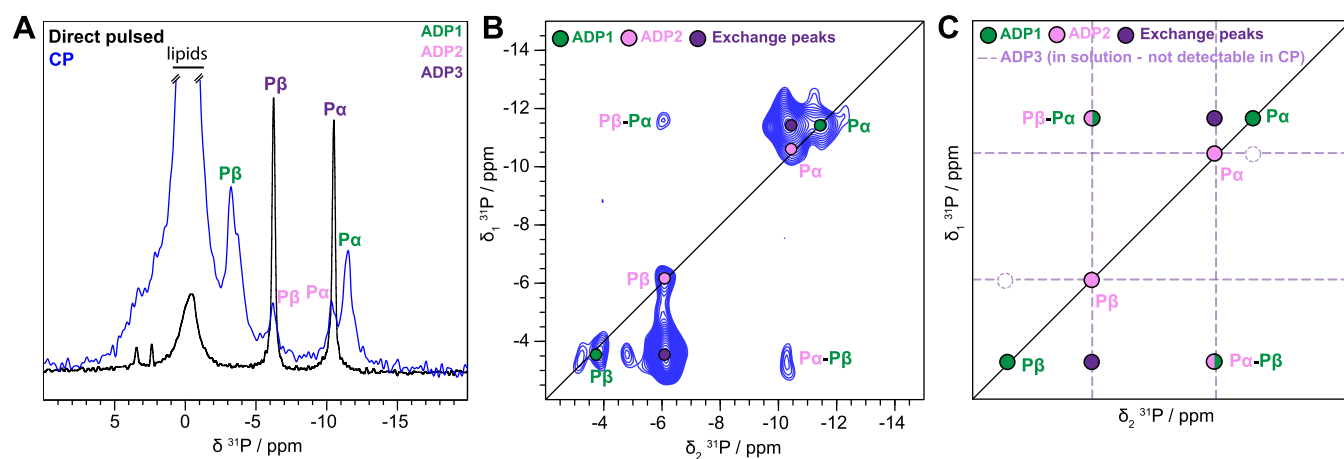 A
Direct pulsed
CP
lipids
ADP1
ADP2
ADP3
Pβ
Pα
Pβ
Pα
Pβ
Pα
5 0 -5 -10 -15
δ ³¹P / ppm
B
ADP1 ADP2 Exchange peaks
-14
-12
-10
-8
-6
-4
δ₁ ³¹P / ppm
Pβ-Pα
Pα
Pα
Pβ
Pβ
Pα-Pβ
-4 -6 -8 -10 -12 -14
δ₂ ³¹P / ppm
C
ADP1 ADP2 Exchange peaks
ADP3 (in solution - not detectable in CP)
δ₁ ³¹P / ppm
Pβ-Pα
Pα
Pα
Pβ
Pβ
Pα-Pβ
δ₂ ³¹P / ppm